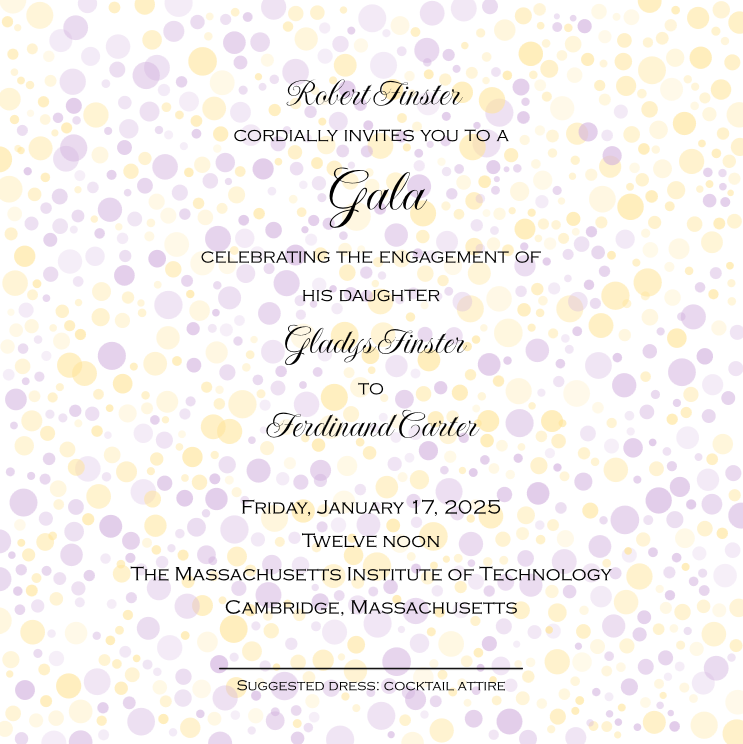 Robert Finster
CORDIALLY INVITES YOU TO A
Gala
CELEBRATING THE ENGAGEMENT OF
HIS DAUGHTER
Gladys Finster
TO
Ferdinand Carter
Friday, January 17, 2025
Twelve noon
The Massachusetts Institute of Technology
Cambridge, Massachusetts
Suggested dress: cocktail attire